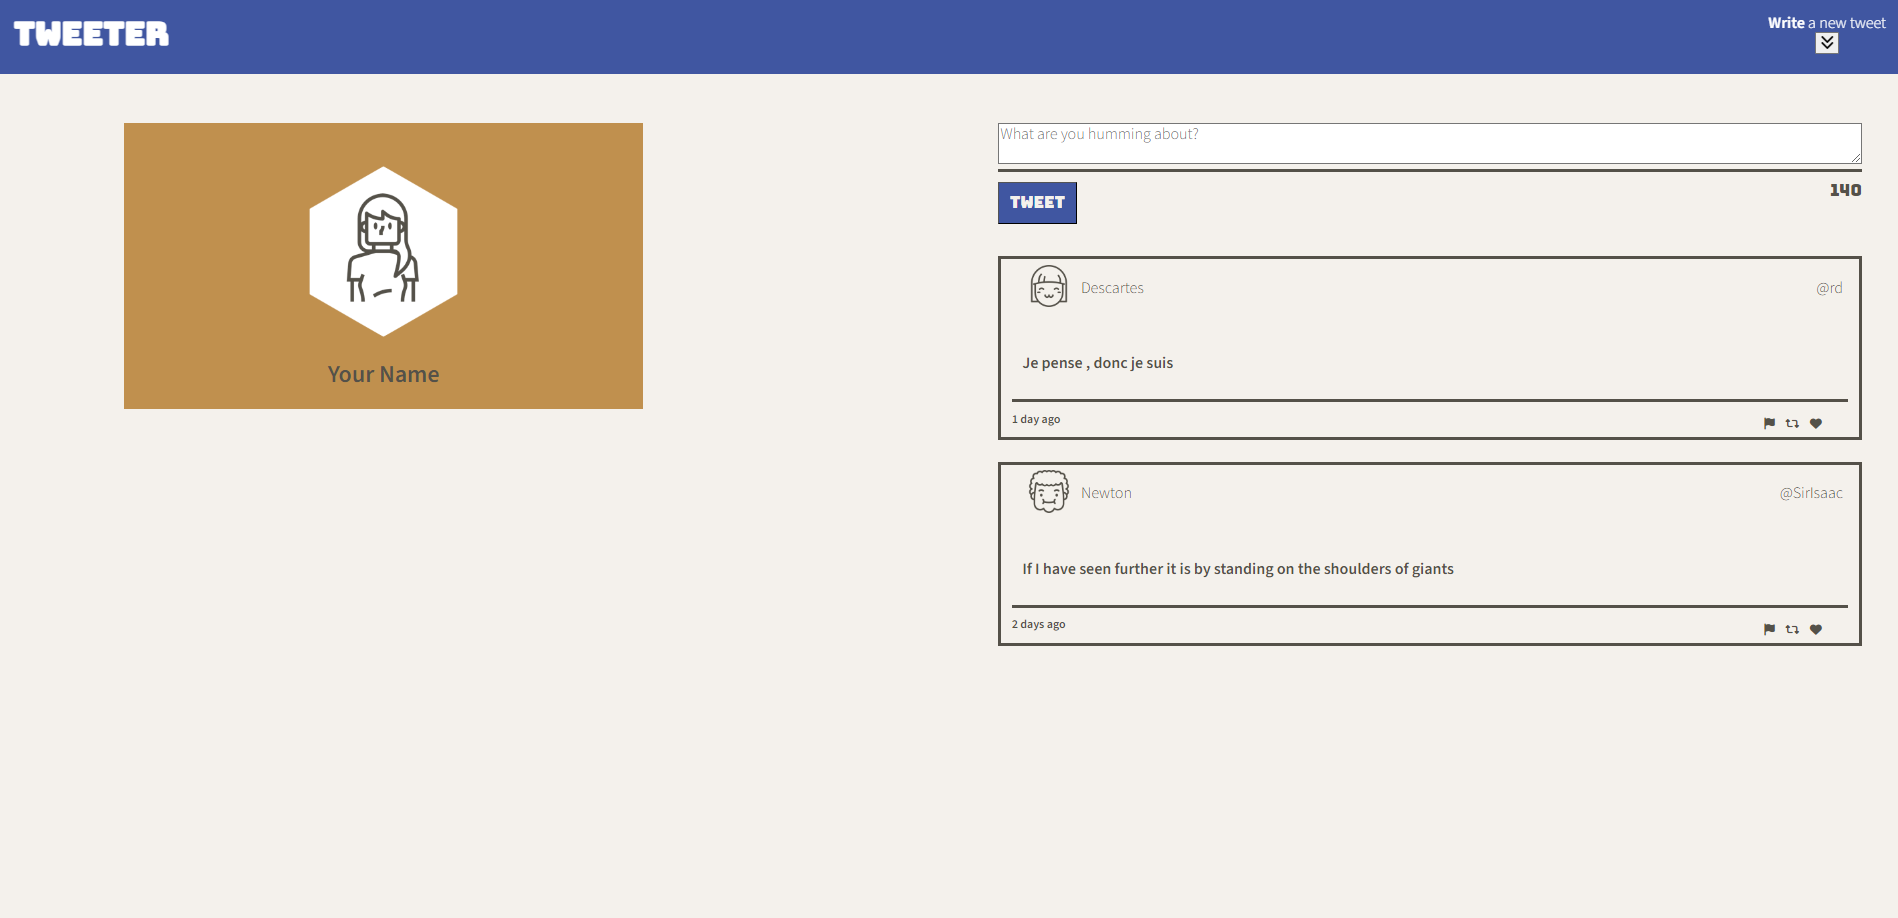 TWEETER
Write a new tweet
Your Name
What are you humming about?
TWEET
140
Descartes
@rd
Je pense , donc je suis
1 day ago
Newton
@SirIsaac
If I have seen further it is by standing on the shoulders of giants
2 days ago